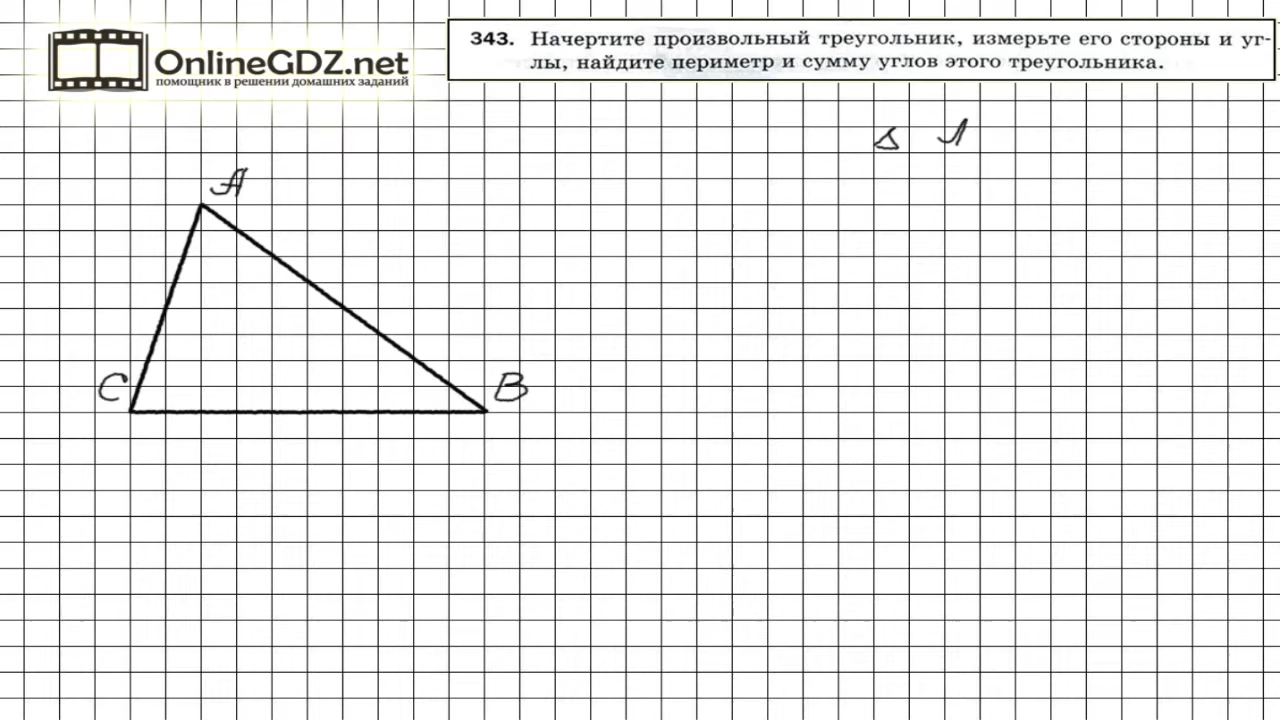 OnlineGDZ.net
помощник в решении домашних заданий
343. Начертите произвольный треугольник, измерьте его стороны и уг-
лы, найдите периметр и сумму углов этого треугольника.
Δ A
A
C
B